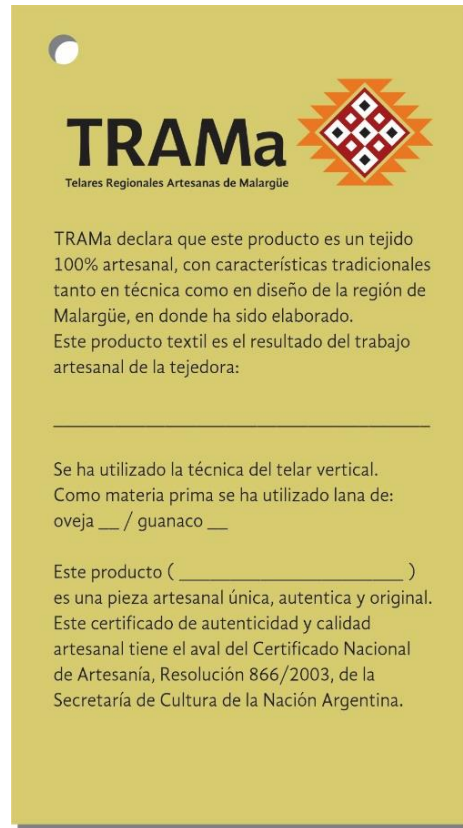 TRAMa
Telares Regionales Artesanas de Malargüe
TRAMa declara que este producto es un tejido
100% artesanal, con características tradicionales
tanto en técnica como en diseño de la región de
Malargüe, en donde ha sido elaborado.
Este producto textil es el resultado del trabajo
artesanal de la tejedora:
Se ha utilizado la técnica del telar vertical.
Como materia prima se ha utilizado lana de:
oveja __ / guanaco __
Este producto ( ______________________ )
es una pieza artesanal única, autentica y original.
Este certificado de autenticidad y calidad
artesanal tiene el aval del Certificado Nacional
de Artesanía, Resolución 866/2003, de la
Secretaría de Cultura de la Nación Argentina.